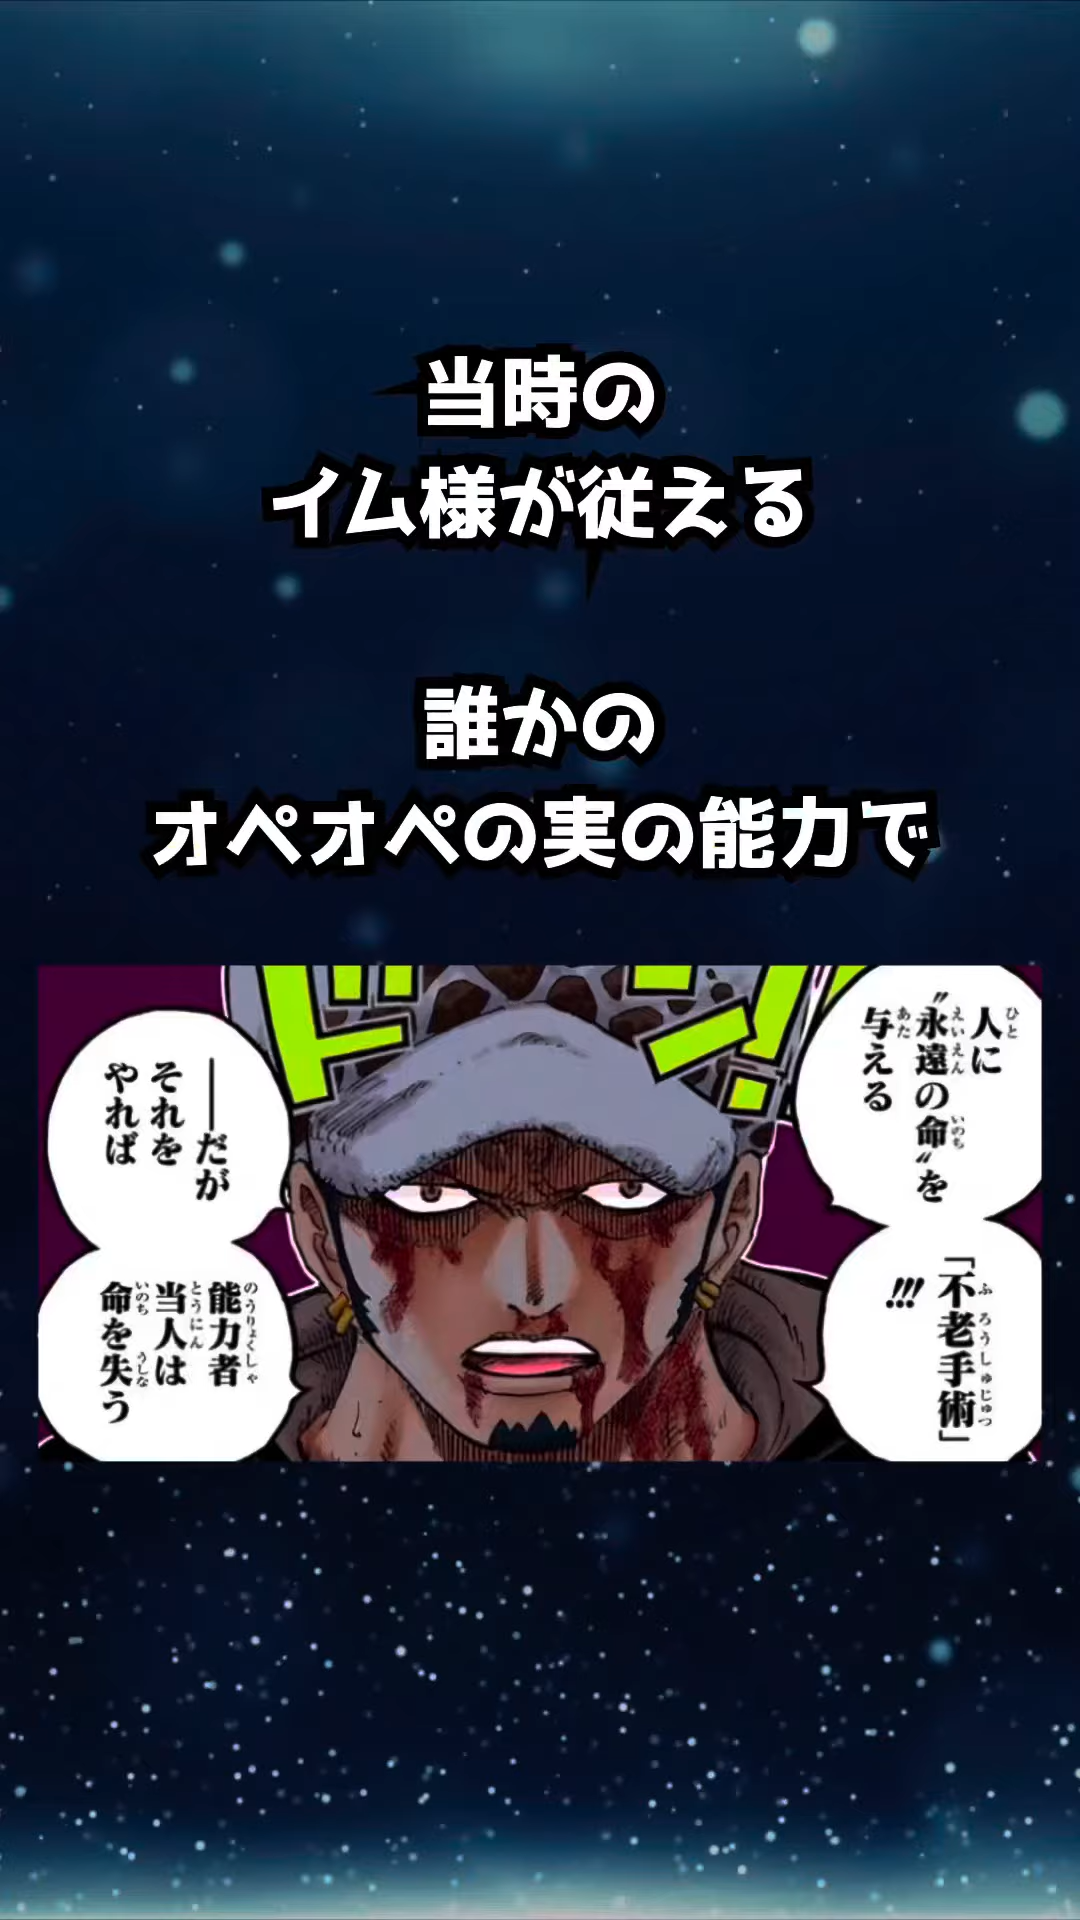 当時の
イム様が従える
誰かの
オペオペの実の能力で
ドン!
人に
〝永遠の命〟を
与える
「不老手術」
!!!
──だが
それを
やれば
能力者
当人は
命を失う